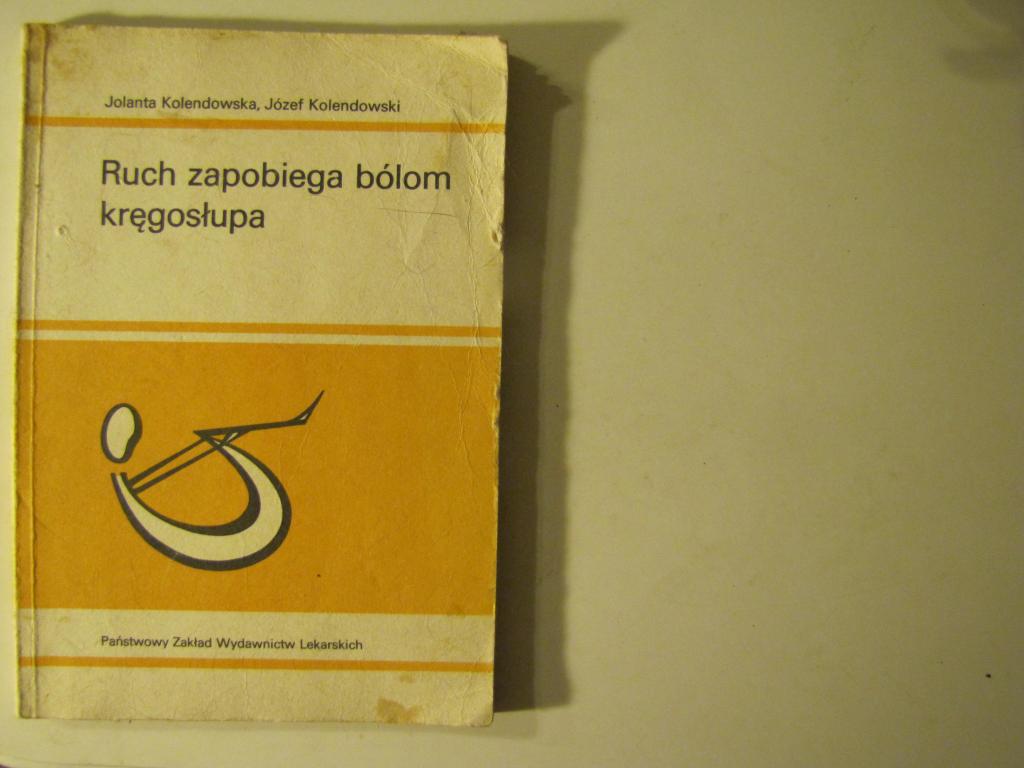 Jolanta Kolendowska, Józef Kolendowski
Ruch zapobiega bólom
kręgosłupa
Państwowy Zakład Wydawnictw Lekarskich